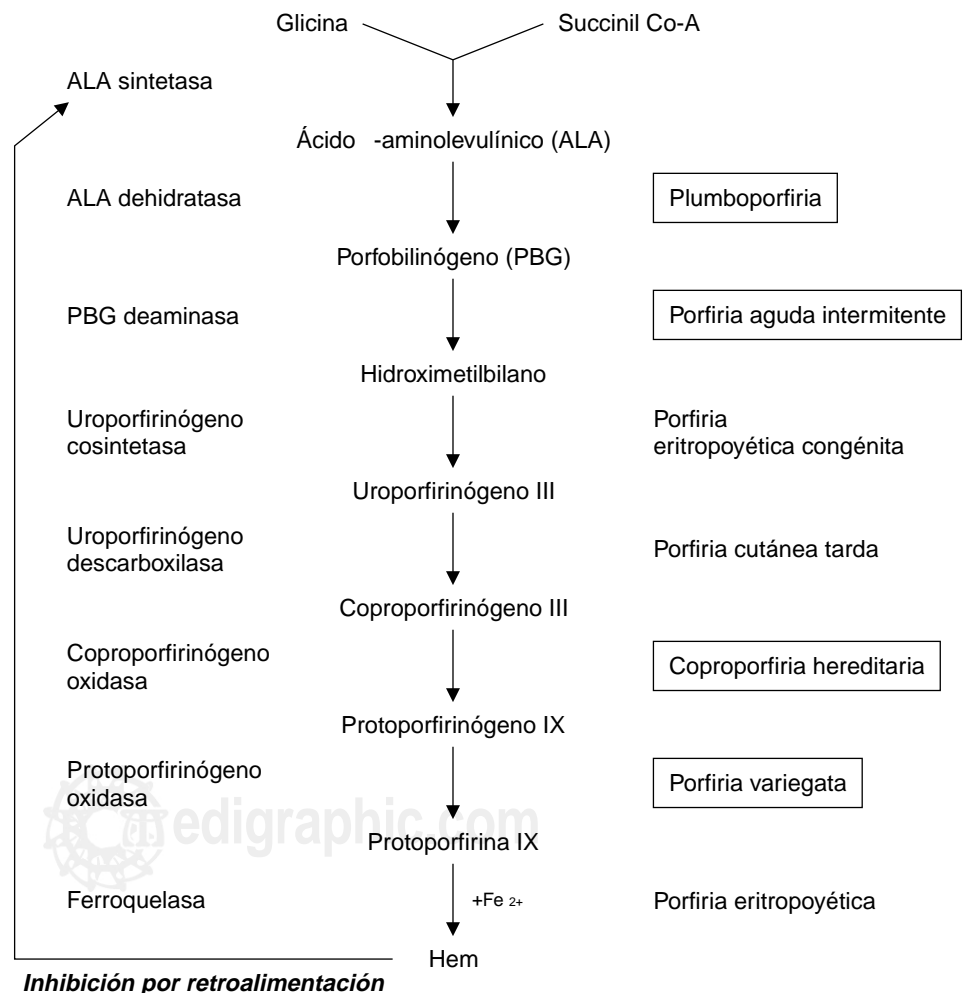 Glicina
Succinil Co-A
ALA sintetasa
Ácido -aminolevulínico (ALA)
ALA dehidratasa
Plumboporfiria
Porfobilinógeno (PBG)
PBG deaminasa
Porfiria aguda intermitente
Hidroximetilbilano
Uroporfirinógeno
cosintetasa
Porfiria
eritropoyética congénita
Uroporfirinógeno III
Uroporfirinógeno
descarboxilasa
Porfiria cutánea tarda
Coproporfirinógeno III
Coproporfirinógeno
oxidasa
Coproporfiria hereditaria
Protoporfirinógeno IX
Protoporfirinógeno
oxidasa
Porfiria variegata
edigraphic.com
Protoporfirina IX
Ferroquelasa
+Fe 2+
Porfiria eritropoyética
Hem
Inhibición por retroalimentación